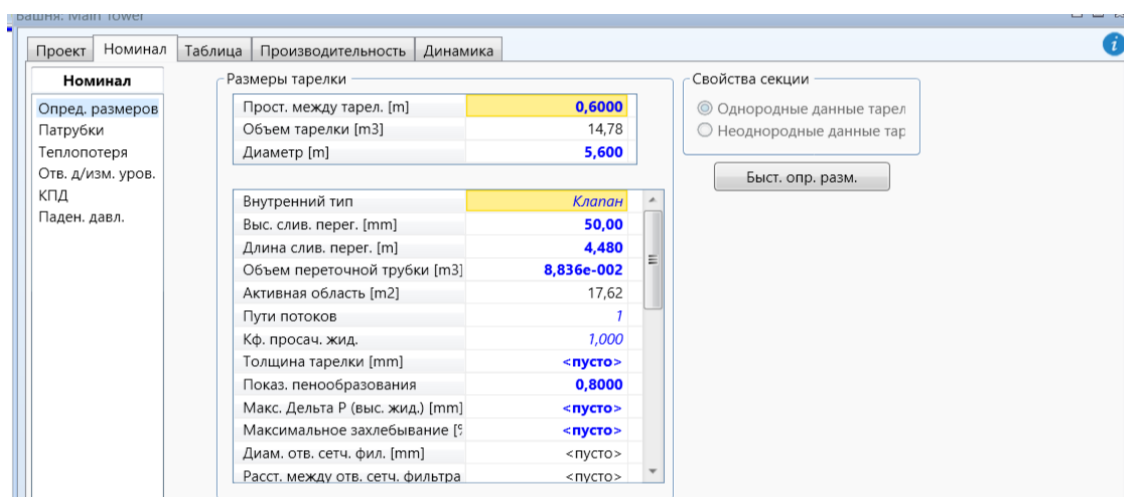 Башня: Main Tower
Проект Номинал Таблица Производительность Динамика
Номинал
Опред. размеров
Патрубки
Теплопотеря
Отв. д/изм. уров.
КПД
Паден. давл.
Размеры тарелки
Прост. между тарел. [m] 0,6000
Объем тарелки [m3] 14,78
Диаметр [m] 5,600
Внутренний тип Клапан
Выс. слив. перег. [mm] 50,00
Длина слив. перег. [m] 4,480
Объем переточной трубки [m3] 8,836e-002
Активная область [m2] 17,62
Пути потоков 1
Кф. просач. жид. 1,000
Толщина тарелки [mm] <пусто>
Показ. пенообразования 0,8000
Макс. Дельта P (выс. жид.) [mm] <пусто>
Максимальное захлебывание [% <пусто>
Диам. отв. сетч. фил. [mm] <пусто>
Расст. между отв. сетч. фильтра <пусто>
Свойства секции
Однородные данные тарел
Неоднородные данные тар
Быст. опр. разм.